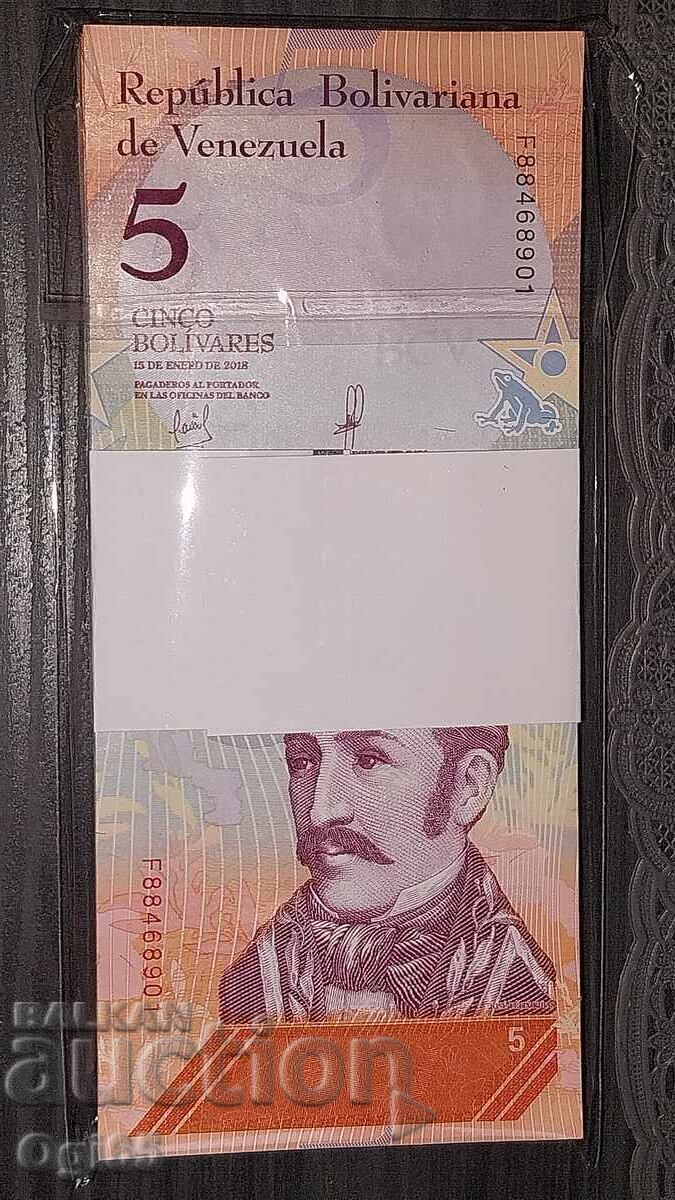 República Bolivariana
de Venezuela
5
F88468901
CINCO
BOLÍVARES
15 DE ENERO DE 2018
PAGADEROS AL PORTADOR
EN LAS OFICINAS DEL BANCO
F88468901
5
BALKAN
auction
Ogi65